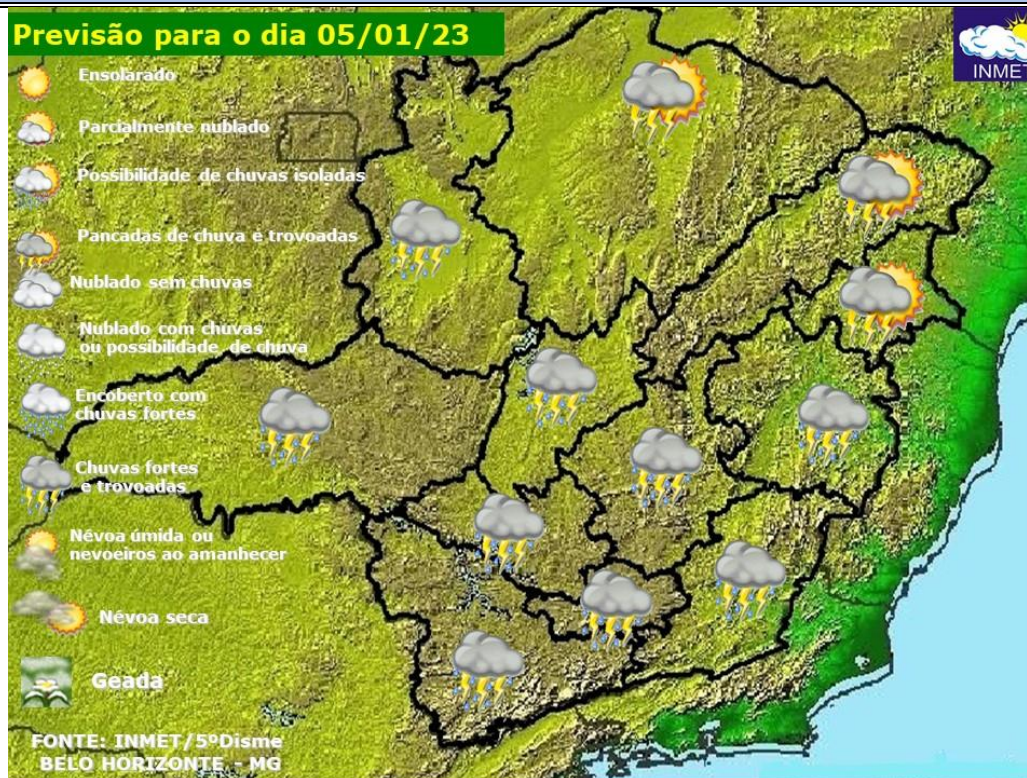 Previsão para o dia 05/01/23
INMET
Ensolarado
Parcialmente nublado
Possibilidade de chuvas isoladas
Pancadas de chuva e trovoadas
Nublado sem chuvas
Nublado com chuvas
ou possibilidade de chuva
Encoberto com
chuvas fortes
Chuvas fortes
e trovoadas
Névoa úmida ou
nevoeiros ao amanhecer
Névoa seca
Geada
FONTE: INMET/5ºDisme
BELO HORIZONTE - MG